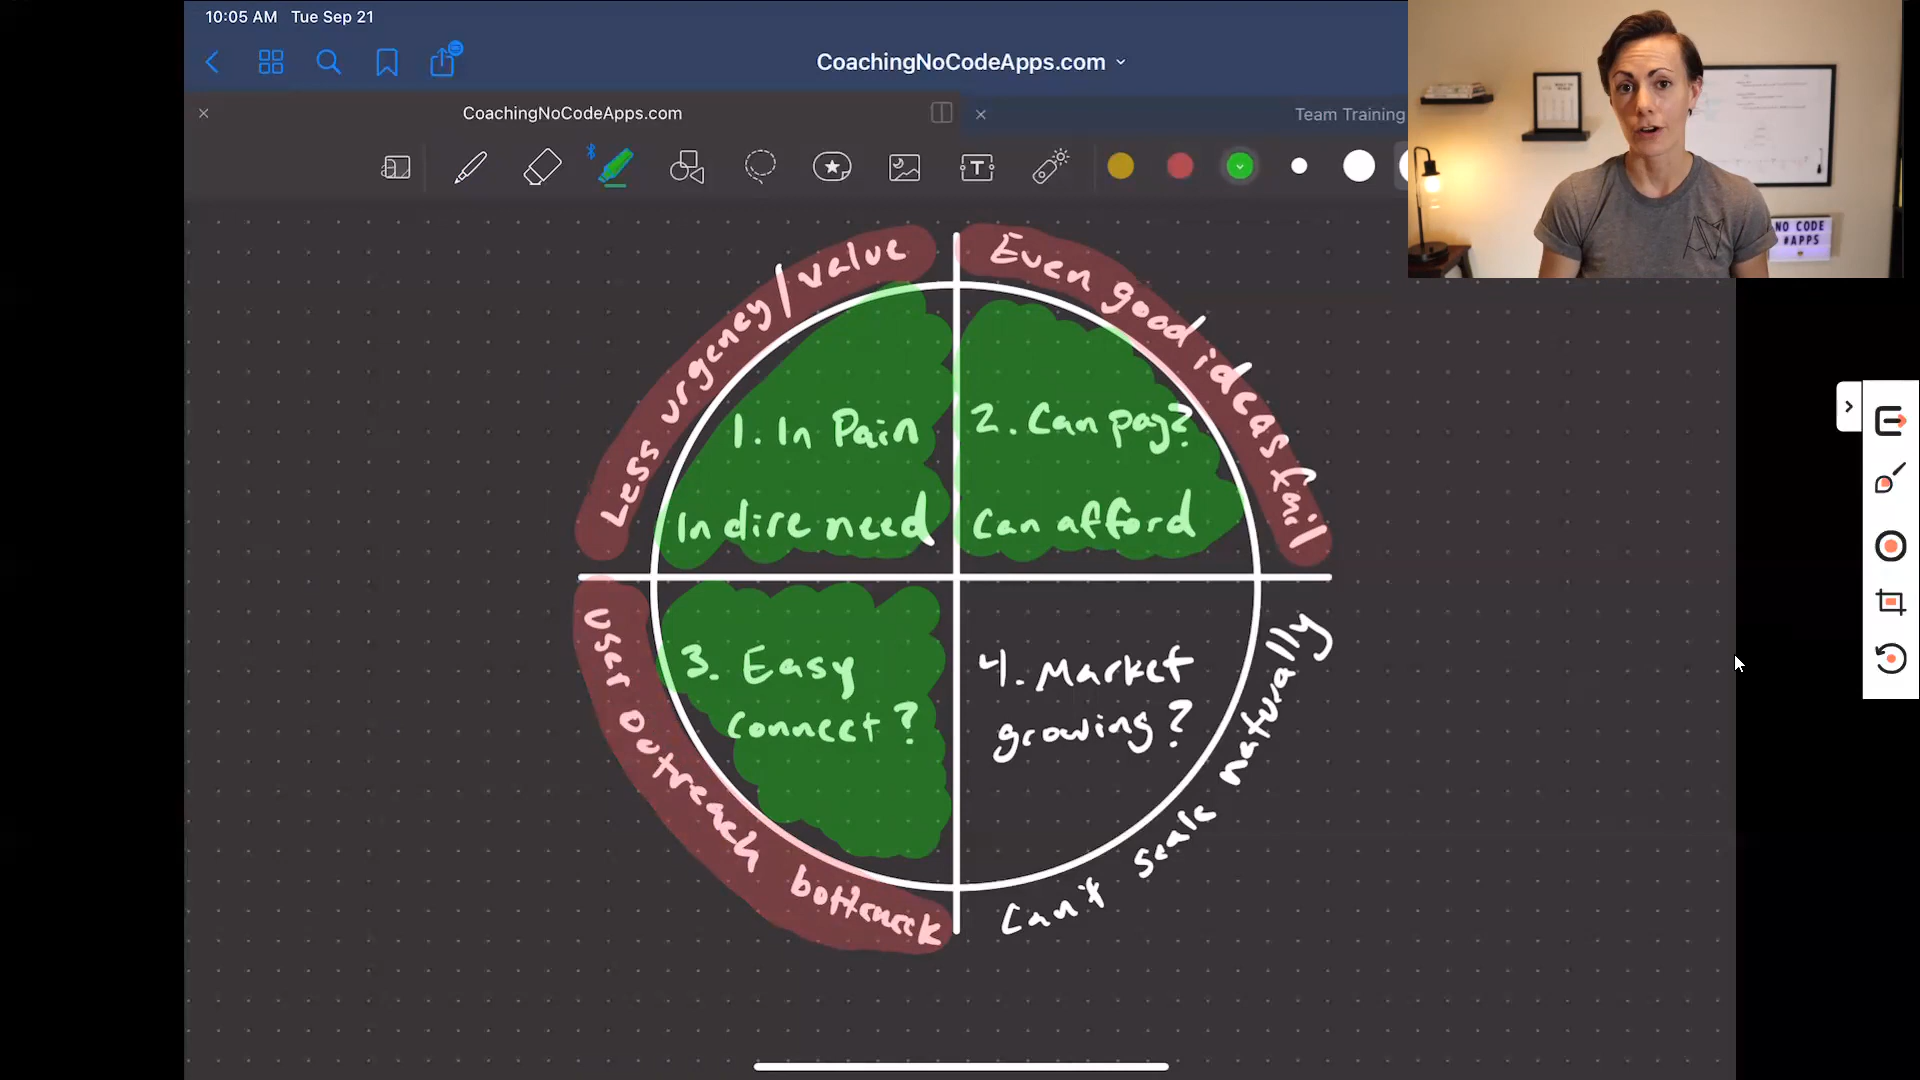 10:05 AM Tue Sep 21
CoachingNoCodeApps.com
CoachingNoCodeApps.com
Team Training
T
NO CODE
#APPS
Less urgency/value
Even good ideas fail
1. In Pain
In dire need
2. Can pay?
Can afford
3. Easy
connect?
4. Market
growing?
User Outreach bottleneck
Can't scale naturally